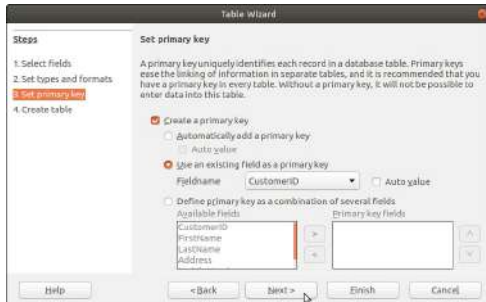 Table Wizard
Steps
1. Select fields
2. Set types and formats
3. Set primary key
4. Create table
Set primary key
A primary key uniquely identifies each record in a database table. Primary keys
ease the linking of information in separate tables, and it is recommended that you
have a primary key in every table. Without a primary key, it will not be possible to
enter data into this table.
Create a primary key
Automatically add a primary key
Auto value
Use an existing field as a primary key
Fieldname CustomerID Auto value
Define primary key as a combination of several fields
Available fields Primary key fields
CustomerID
FirstName
LastName
Address
>
<
Help < Back Next > Finish Cancel